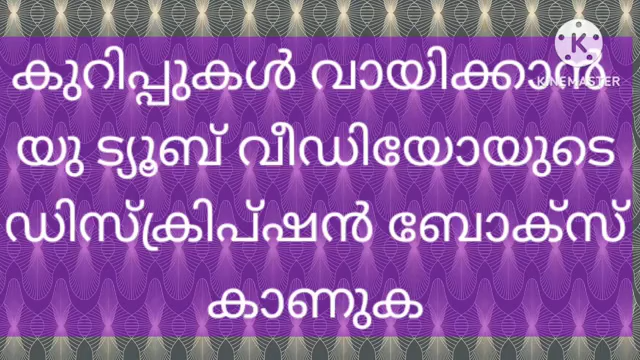 കുറിപ്പുകൾ വായിക്കാൻ
യു ട്യൂബ് വീഡിയോയുടെ
ഡിസ്ക്രിപ്ഷൻ ബോക്സ്
കാണുക
K
KINEMASTER